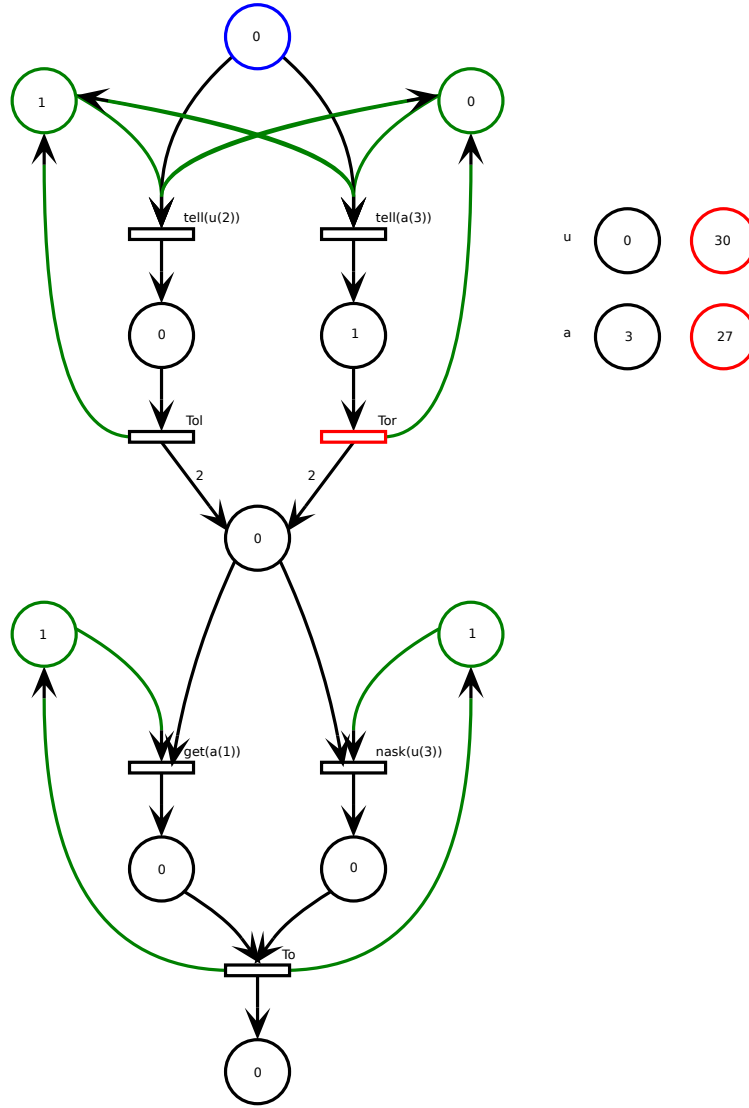 0
1
0
tell(u(2))
tell(a(3))
u
0
30
0
1
a
3
27
Tol
Tor
2
2
0
1
1
get(a(1))
nask(u(3))
0
0
To
0